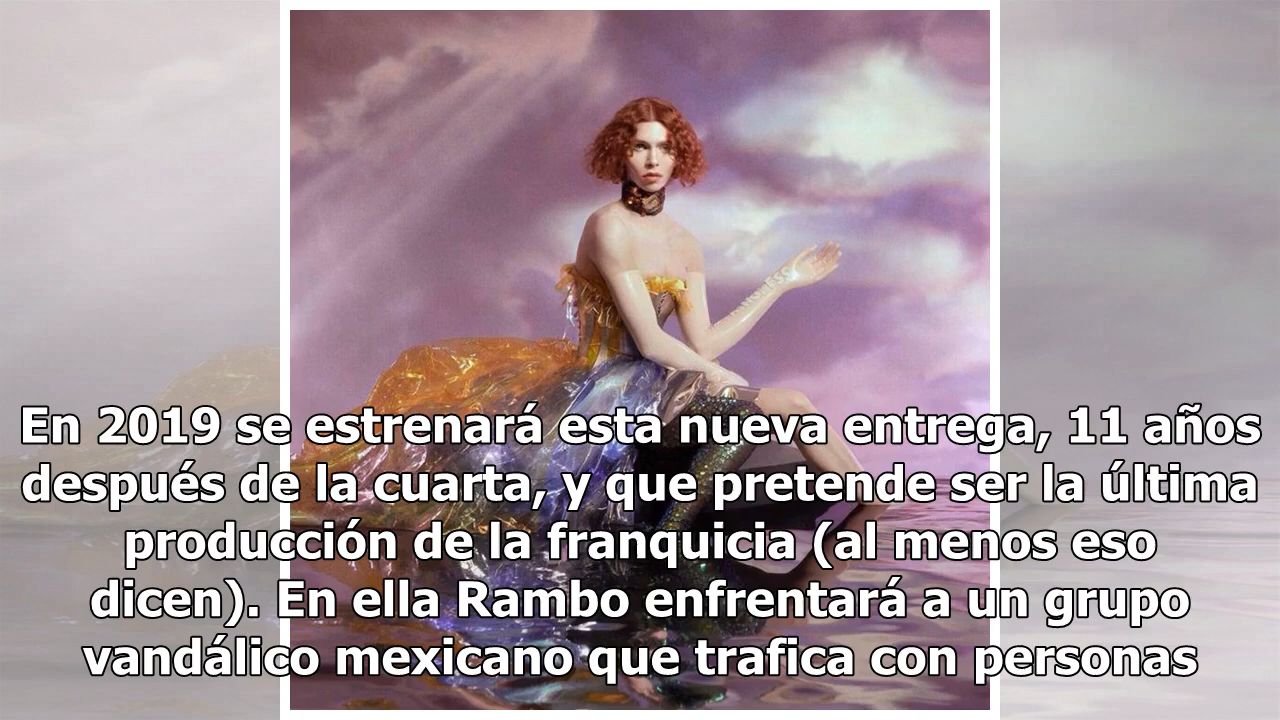 En 2019 se estrenará esta nueva entrega, 11 años
después de la cuarta, y que pretende ser la última
producción de la franquicia (al menos eso
dicen). En ella Rambo enfrentará a un grupo
vandálico mexicano que trafica con personas